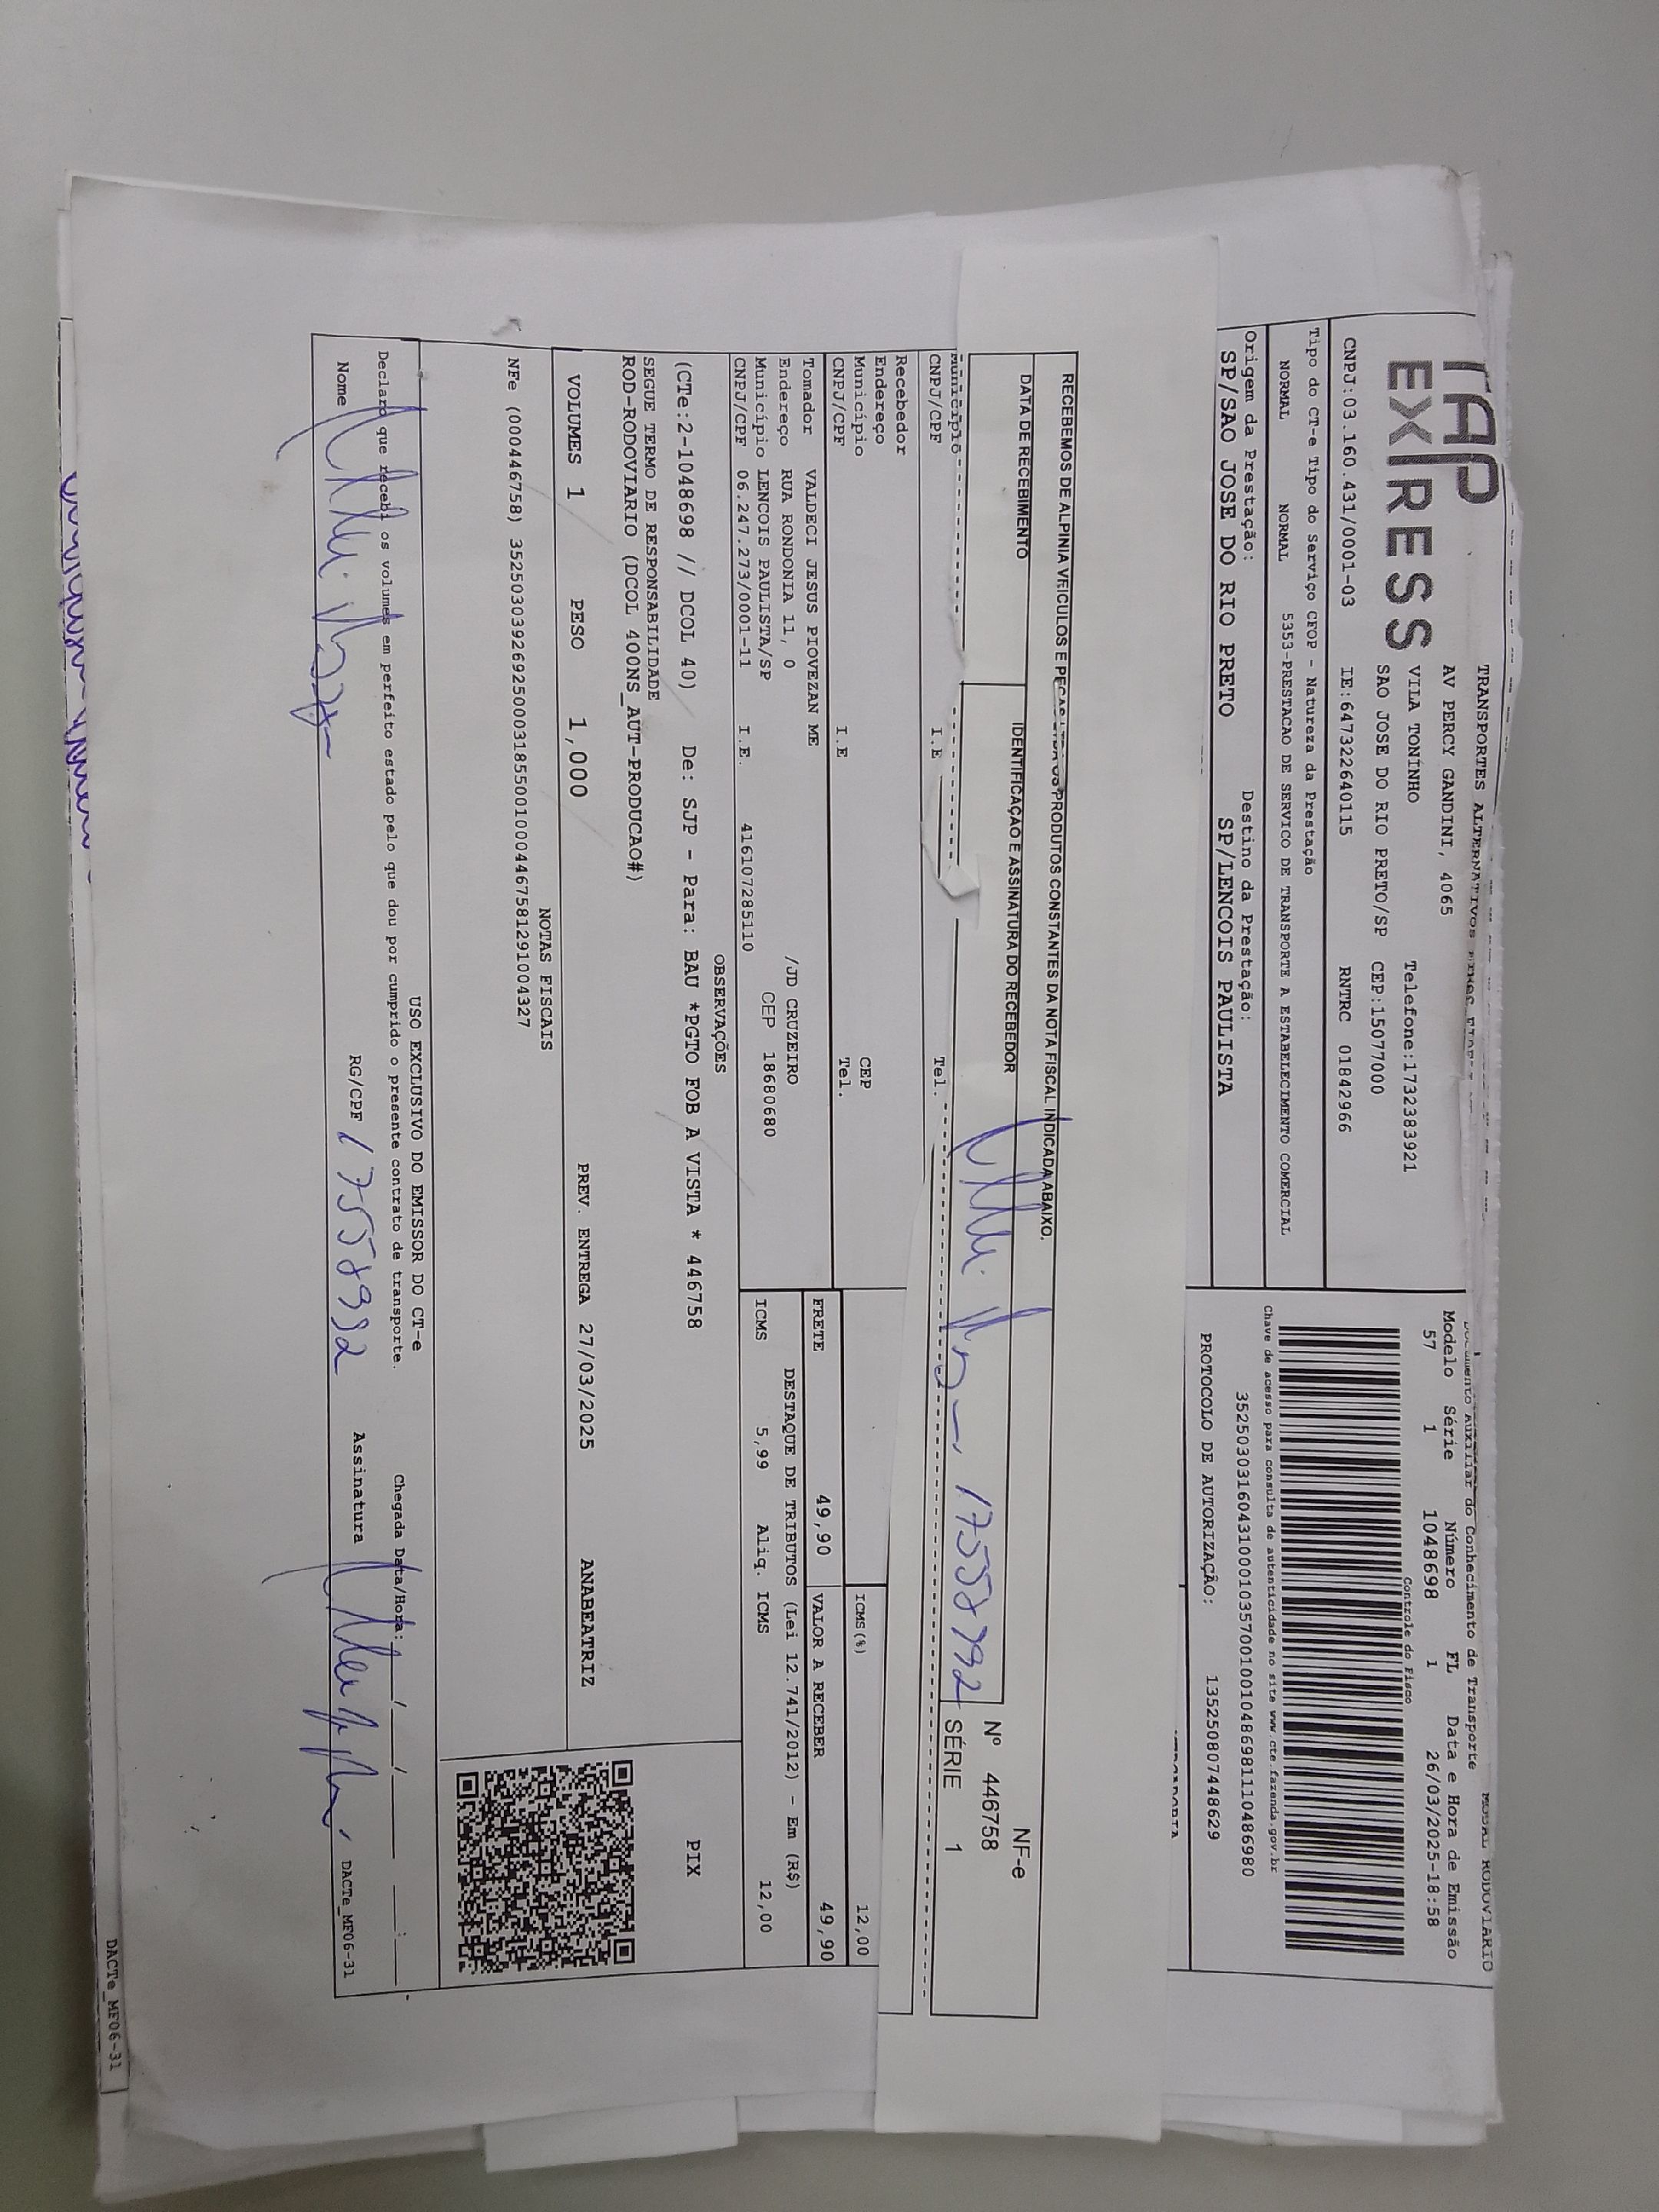 TAP
EXPRESS
TRANSPORTES ALTERNATIVOS
AV PERCY GANDINI, 4065
VILA TONINHO
Telefone:1732383921
SAO JOSE DO RIO PRETO/SP CEP:15077000
CNPJ:03.160.431/0001-03 IE:647322640115 RNTRC 01842966
Tipo do CT-e Tipo do Serviço CFOP - Natureza da Prestação
NORMAL NORMAL 5353-PRESTACAO DE SERVICO DE TRANSPORTE A ESTABELECIMENTO COMERCIAL
Origem da Prestação: Destino da Prestação:
SP/SAO JOSE DO RIO PRETO SP/LENCOIS PAULISTA
MODAL RODOVIARIO
Documento Auxiliar do Conhecimento de Transporte
Modelo Série Número FL Data e Hora de Emissão
57 1 1048698 1 26/03/2025-18:58
Controle do Fisco
Chave de acesso para consulta de autenticidade no site www.cte.fazenda.gov.br
35250303160431000103570010010486981104869​80
PROTOCOLO DE AUTORIZAÇÃO: 135250807448629
RECEBEMOS DE ALPINIA VEICULOS E PEÇAS LTDA OS PRODUTOS CONSTANTES DA NOTA FISCAL INDICADA ABAIXO.
DATA DE RECEBIMENTO IDENTIFICAÇÃO E ASSINATURA DO RECEBEDOR
17558992
NF-e
Nº 446758
SÉRIE 1
Município
CNPJ/CPF I.E Tel.
Recebedor
Endereço
Município CEP
CNPJ/CPF I.E Tel.
ICMS(%) 12,00
FRETE 49,90 VALOR A RECEBER 49,90
Tomador VALDECI JESUS PIOVEZAN ME
Endereço RUA RONDONIA 11, 0 /JD CRUZEIRO
Município LENCOIS PAULISTA/SP CEP 18680680
CNPJ/CPF 06.247.273/0001-11 I.E. 416107285110
DESTAQUE DE TRIBUTOS (Lei 12.741/2012) - Em (R$)
ICMS 5,99 Aliq. ICMS 12,00
OBSERVAÇÕES
(CTe:2-1048698 // DCOL 40) De: SJP - Para: BAU *PGTO FOB A VISTA * 446758
SEGUE TERMO DE RESPONSABILIDADE
ROD-RODOVIARIO (DCOL 400NS_AUT-PRODUCAO#)
PIX
VOLUMES 1 PESO 1,000 PREV. ENTREGA 27/03/2025 ANABEATRIZ
NOTAS FISCAIS
NFe (000446758) 35250303926925000318550010004467581291004327
USO EXCLUSIVO DO EMISSOR DO CT-e
Declaro que recebi os volumes em perfeito estado pelo que dou por cumprido o presente contrato de transporte.
Chegada Data/Hora: __/__/____ __:__
Nome RG/CPF 17558992 Assinatura
DACTe_MF06-31
DACTe_MF06-31